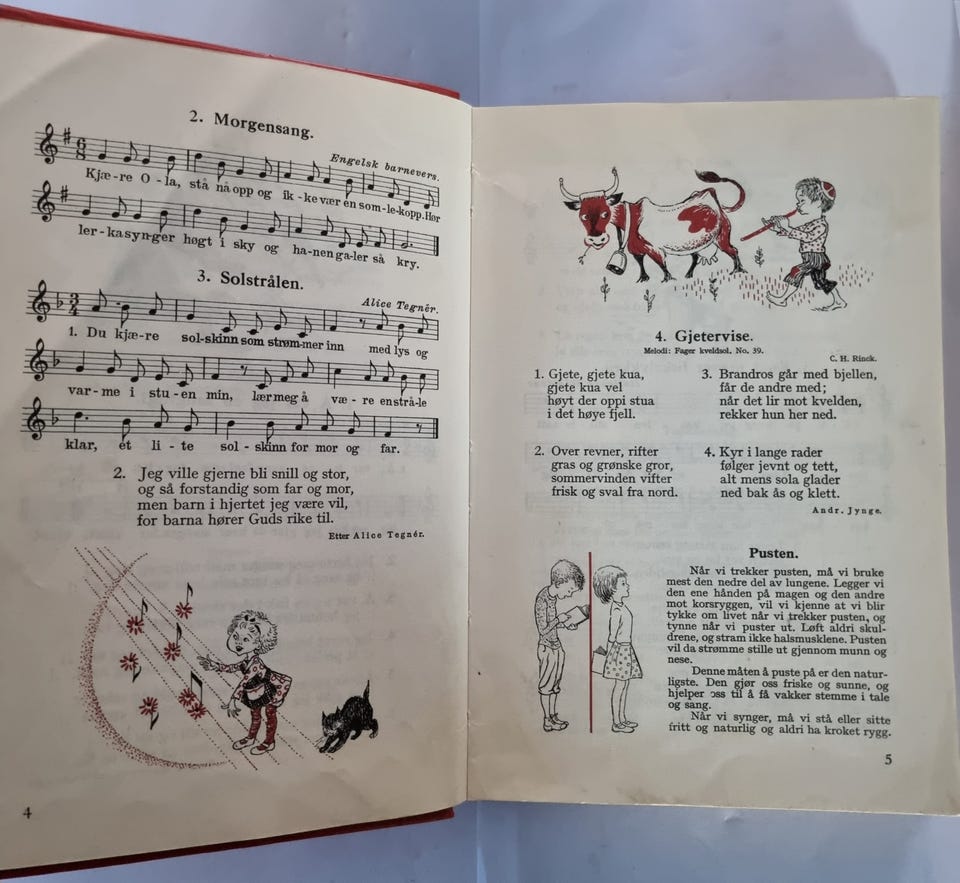 2. Morgensang.
Engelsk barnevers.
Kjæ-re O-la, stå nå opp og ik-ke vær en som-le-kopp. Hør
ler-ka synger høgt i sky og ha-nen ga-ler så kry.
3. Solstrålen.
Alice Tegnér.
1. Du kjæ-re sol-skinn som strøm-mer inn med lys og
var-me i stu-en min, lær meg å væ-re en strå-le
klar, et li-te sol-skinn for mor og far.
2. Jeg ville gjerne bli snill og stor,
og så forstandig som far og mor,
men barn i hjertet jeg være vil,
for barna hører Guds rike til.
Etter Alice Tegnér.
4
4. Gjetervise.
Melodi: Fager kveldsol, No. 39.
C. H. Rinck.
1. Gjete, gjete kua,
gjete kua vel
høyt der oppi stua
i det høye fjell.
2. Over revner, rifter
gras og grønske gror,
sommervinden vifter
frisk og sval fra nord.
3. Brandros går med bjellen,
får de andre med;
når det lir mot kvelden,
rekker hun her ned.
4. Kyr i lange rader
følger jevnt og tett,
alt mens sola glader
ned bak ås og klett.
Andr. Jynge.
Pusten.
Når vi trekker pusten, må vi bruke
mest den nedre del av lungene. Legger vi
den ene hånden på magen og den andre
mot korsryggen, vil vi kjenne at vi blir
tykke om livet når vi trekker pusten, og
tynne når vi puster ut. Løft aldri skul-
drene, og stram ikke halsmusklene. Pusten
vil da strømme stille ut gjennom munn og
nese.
Denne måten å puste på er den natur-
ligste. Den gjør oss friske og sunne, og
hjelper oss til å få vakker stemme i tale
og sang.
Når vi synger, må vi stå eller sitte
fritt og naturlig og aldri ha kroket rygg.
5